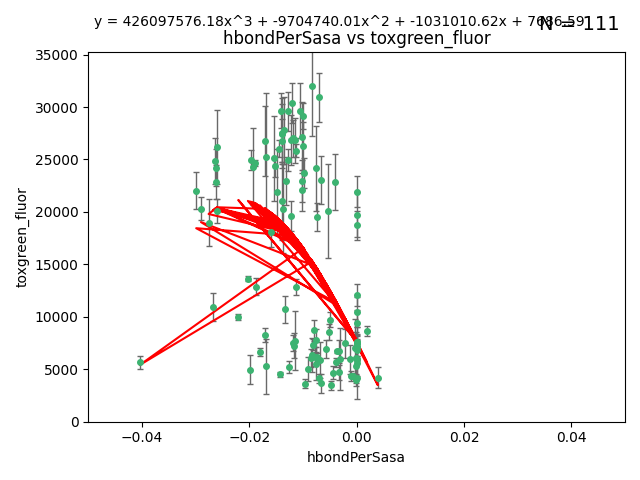 y = 426097576.18x^3 + -9704740.01x^2 + -1031010.62x + 7686.59
N = 111
hbondPerSasa vs toxgreen_fluor
35000
30000
25000
20000
15000
10000
5000
0
toxgreen_fluor
−0.04
−0.02
0.00
0.02
0.04
hbondPerSasa